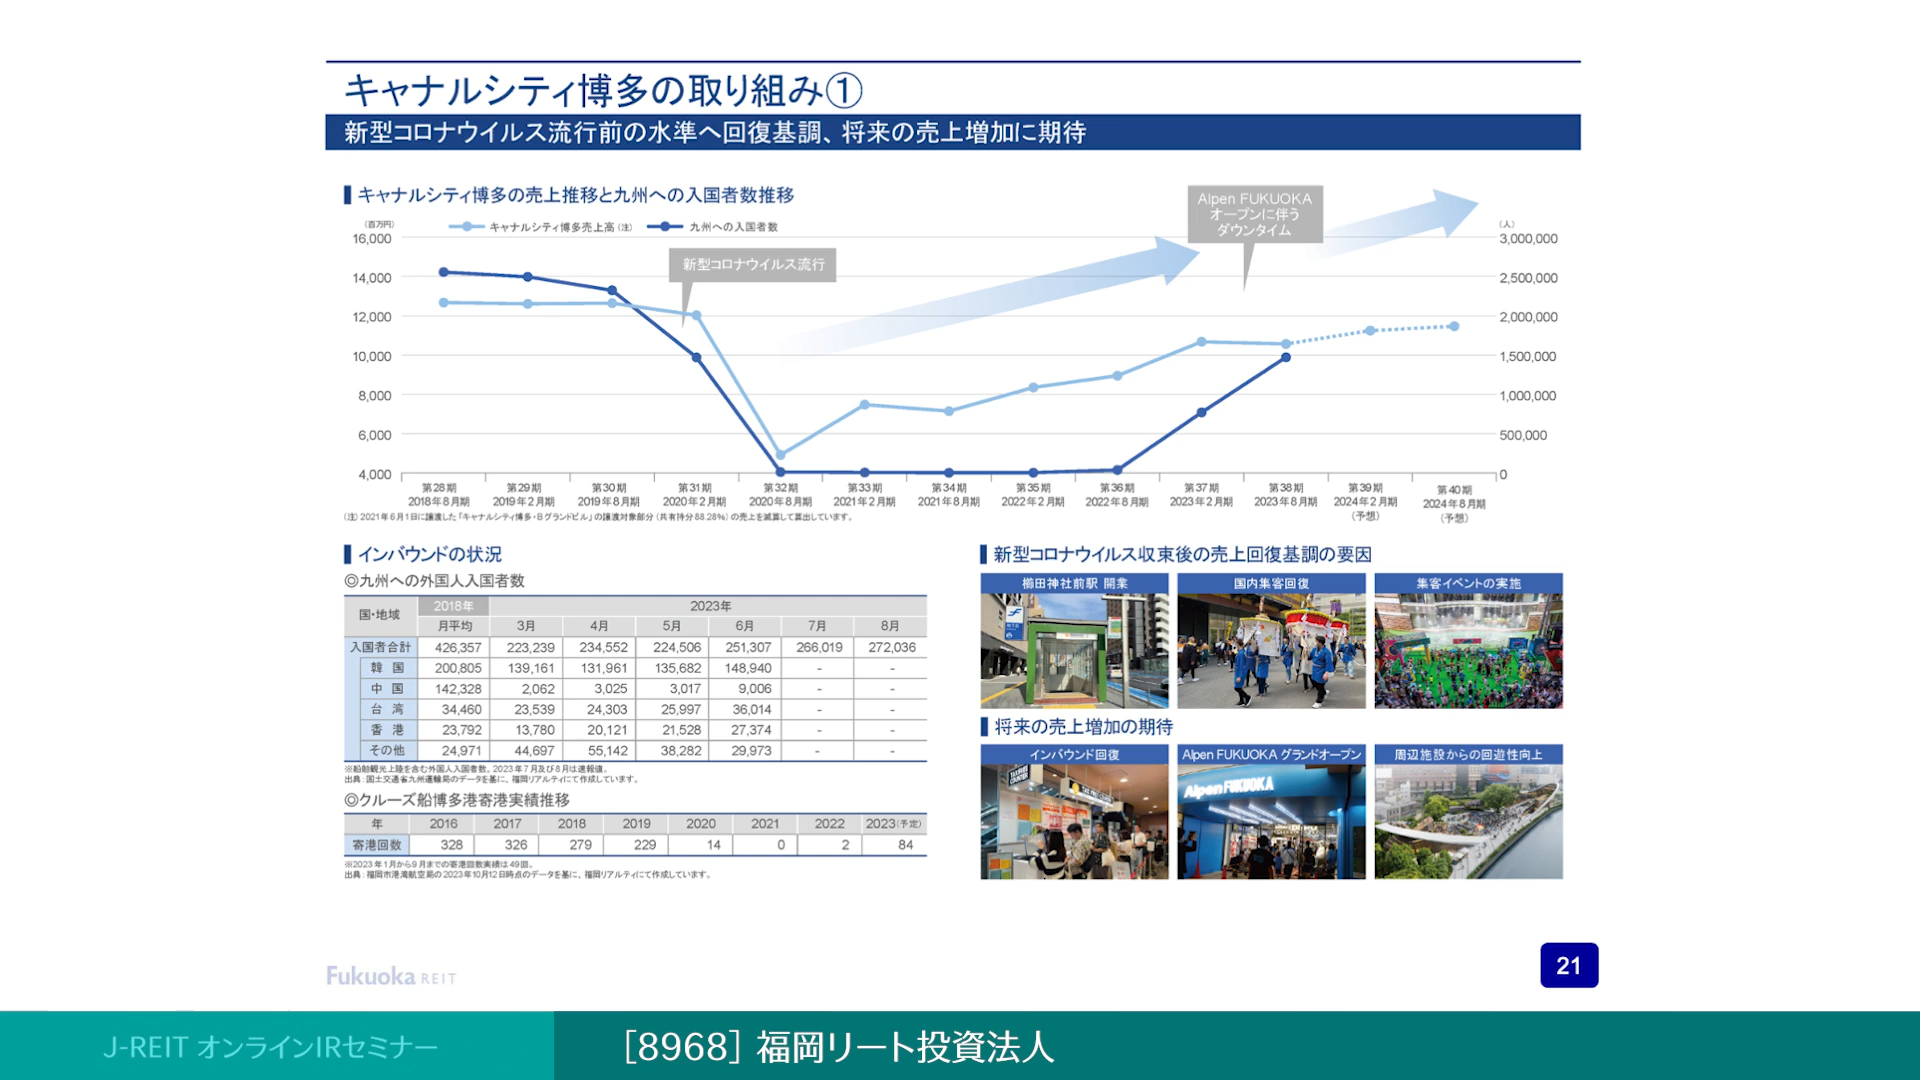 キャナルシティ博多の取り組み①
新型コロナウイルス流行前の水準へ回復基調、将来の売上増加に期待
キャナルシティ博多の売上推移と九州への入国者数推移
(百万円) キャナルシティ博多売上高(注) 九州への入国者数 (人)
Alpen FUKUOKA
オープンに伴う
ダウンタイム
新型コロナウイルス流行
16,000 3,000,000
14,000 2,500,000
12,000 2,000,000
10,000 1,500,000
8,000 1,000,000
6,000 500,000
4,000 0
第28期 第29期 第30期 第31期 第32期 第33期 第34期 第35期 第36期 第37期 第38期 第39期 第40期
2018年8月期 2019年2月期 2019年8月期 2020年2月期 2020年8月期 2021年2月期 2021年8月期 2022年2月期 2022年8月期 2023年2月期 2023年8月期 2024年2月期 2024年8月期
(予想) (予想)
(注) 2021年6月1日に譲渡した「キャナルシティ博多・Bグランドビル」の譲渡対象部分(共有持分88.28%)の売上を減算して算出しています。
インバウンドの状況
◎九州への外国人入国者数
国・地域 2018年 2023年
月平均 3月 4月 5月 6月 7月 8月
入国者合計 426,357 223,239 234,552 224,506 251,307 266,019 272,036
韓 国 200,805 139,161 131,961 135,682 148,940 - -
中 国 142,328 2,062 3,025 3,017 9,006 - -
台 湾 34,460 23,539 24,303 25,997 36,014 - -
香 港 23,792 13,780 20,121 21,528 27,374 - -
その他 24,971 44,697 55,142 38,282 29,973 - -
※船舶観光上陸を含む外国人入国者数。2023年7月及び8月は速報値。
出典:国土交通省九州運輸局のデータを基に、福岡リアルティにて作成しています。
◎クルーズ船博多港寄港実績推移
年 2016 2017 2018 2019 2020 2021 2022 2023(予定)
寄港回数 328 326 279 229 14 0 2 84
※2023年1月から9月までの寄港回数実績は49回。
出典:福岡市港湾航空局の2023年10月12日時点のデータを基に、福岡リアルティにて作成しています。
新型コロナウイルス収束後の売上回復基調の要因
櫛田神社前駅 開業 国内集客回復 集客イベントの実施
将来の売上増加の期待
インバウンド回復 Alpen FUKUOKA グランドオープン 周辺施設からの回遊性向上
Alpen FUKUOKA
Fukuoka REIT
21
J-REIT オンラインIRセミナー
[8968] 福岡リート投資法人